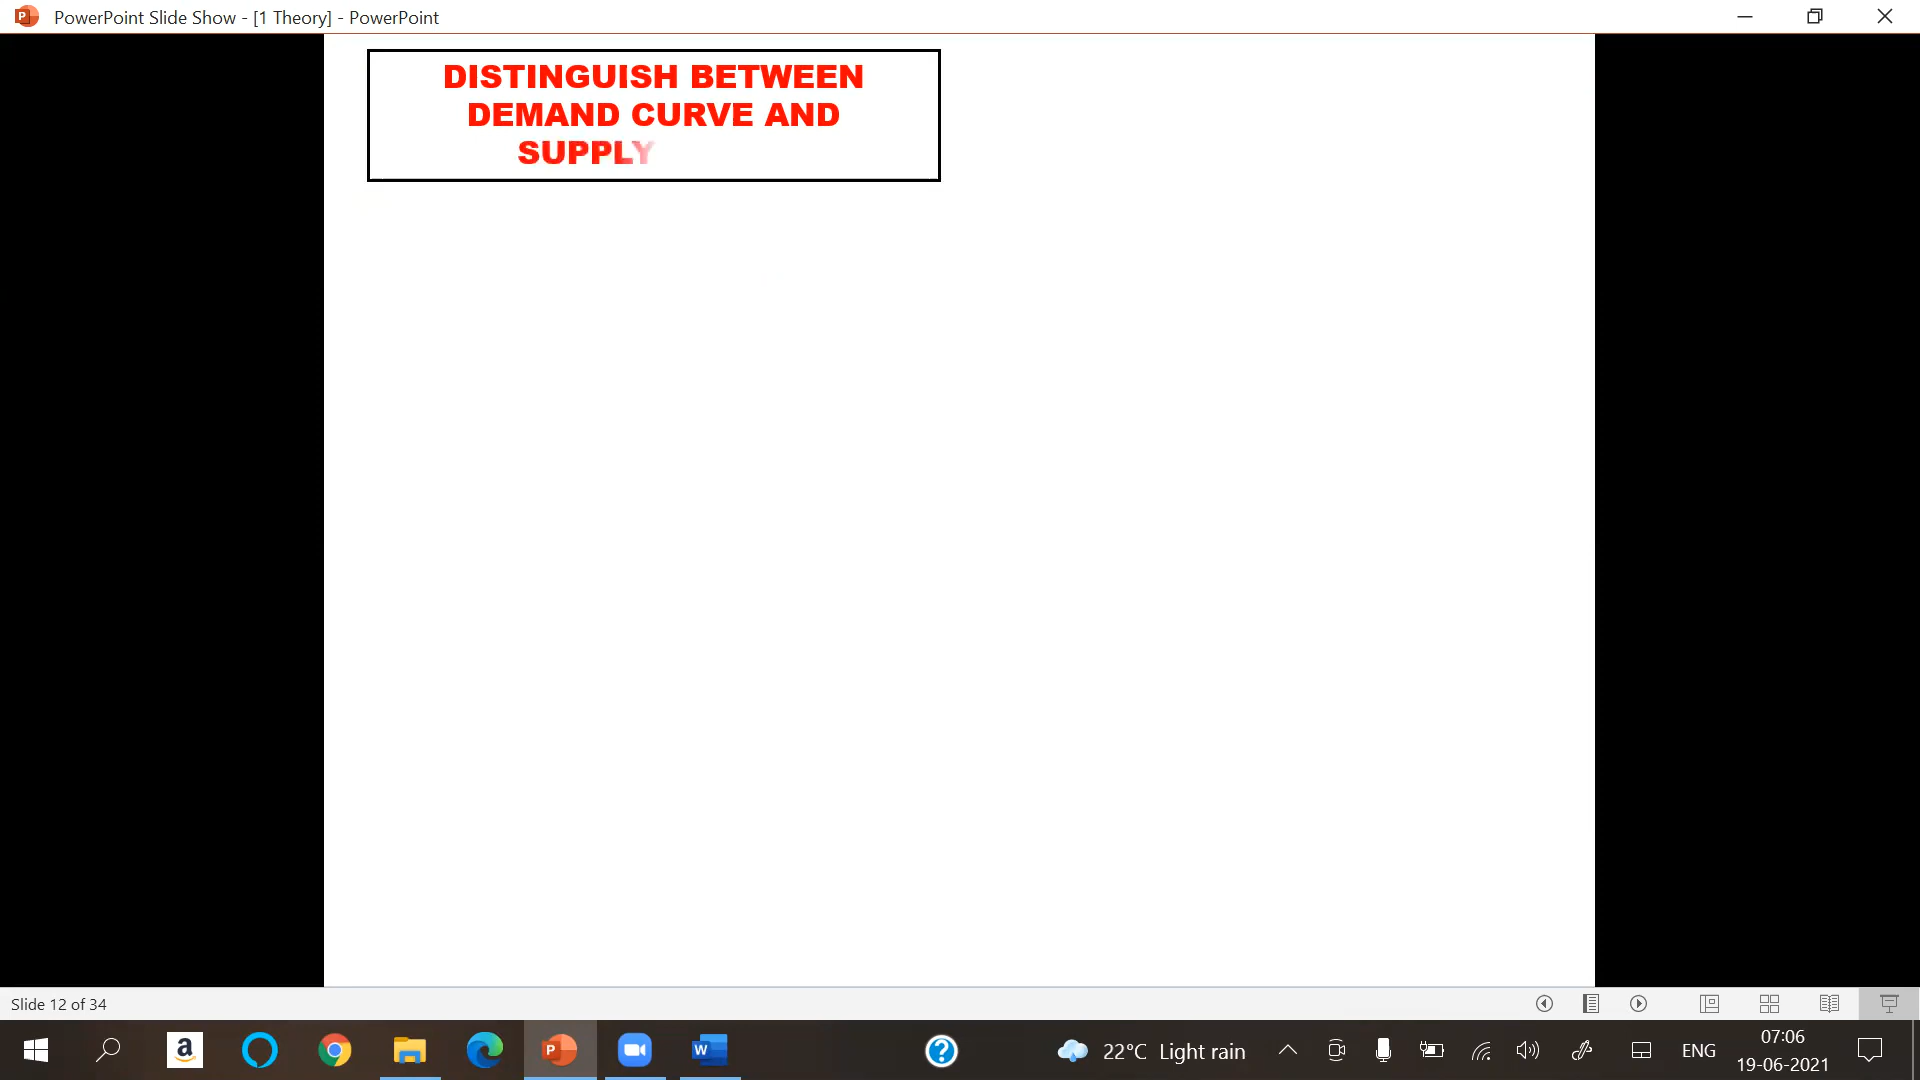 PowerPoint Slide Show - [1 Theory] - PowerPoint
DISTINGUISH BETWEEN
DEMAND CURVE AND
SUPPLY
Slide 12 of 34
22°C Light rain
ENG
07:06
19-06-2021